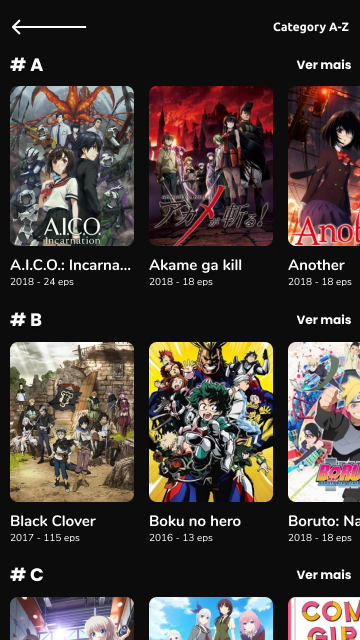 Category A-Z
# A
Ver mais
A.I.C.O.
Incarnation
アカメが斬る!
Another
A.I.C.O.: Incarna...
Akame ga kill
Another
2018 - 24 eps
2018 - 18 eps
2018 - 18 eps
# B
Ver mais
BORU
Black Clover
Boku no hero
Boruto: Na
2017 - 115 eps
2016 - 13 eps
2018 - 18 eps
# C
Ver mais
COM
GIR